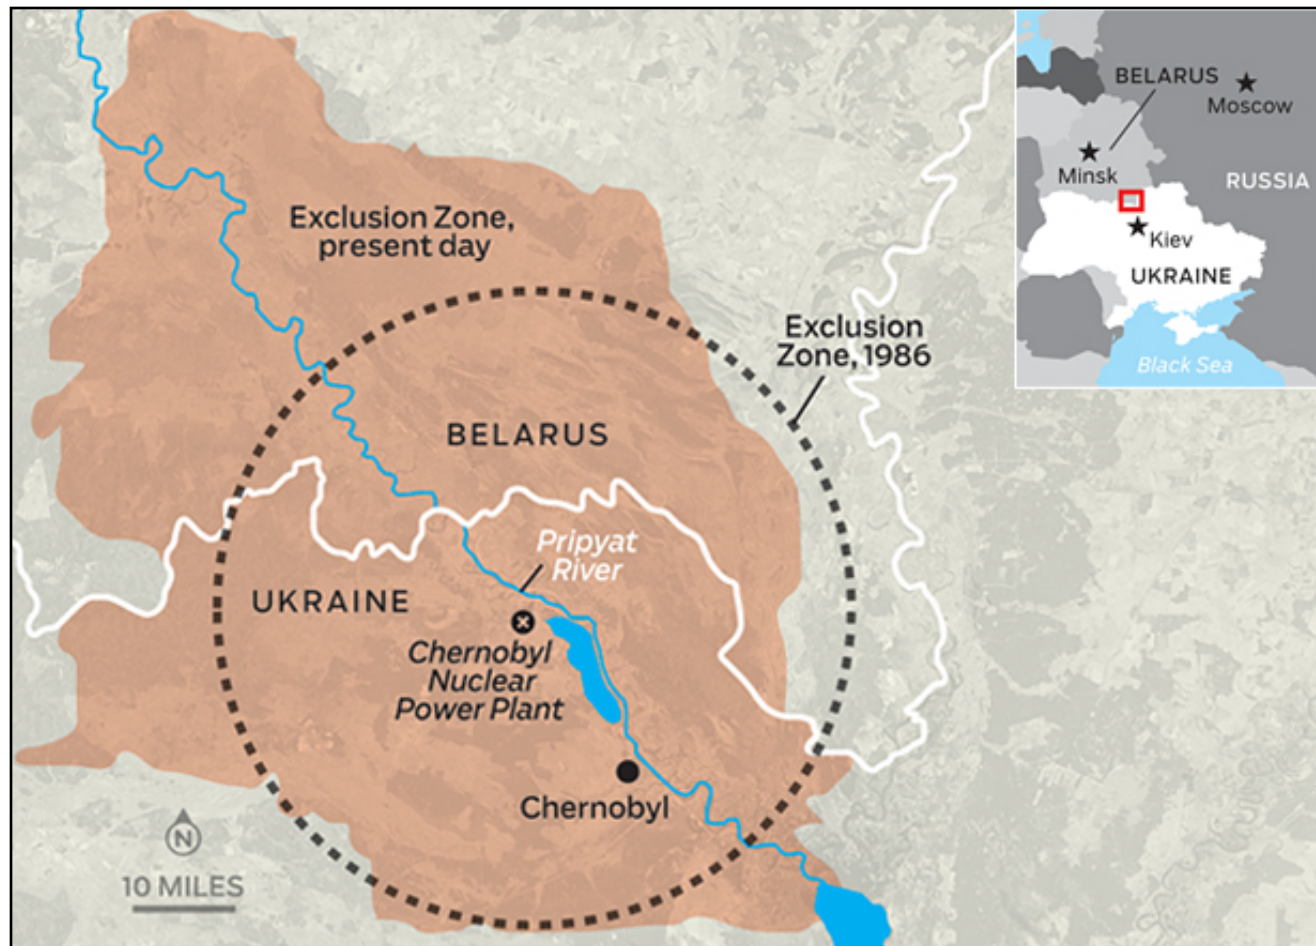 Exclusion Zone,
present day
Exclusion
Zone, 1986
BELARUS
Pripyat
River
UKRAINE
Chernobyl
Nuclear
Power Plant
Chernobyl
N
10 MILES
BELARUS
Moscow
Minsk
RUSSIA
Kiev
UKRAINE
Black Sea